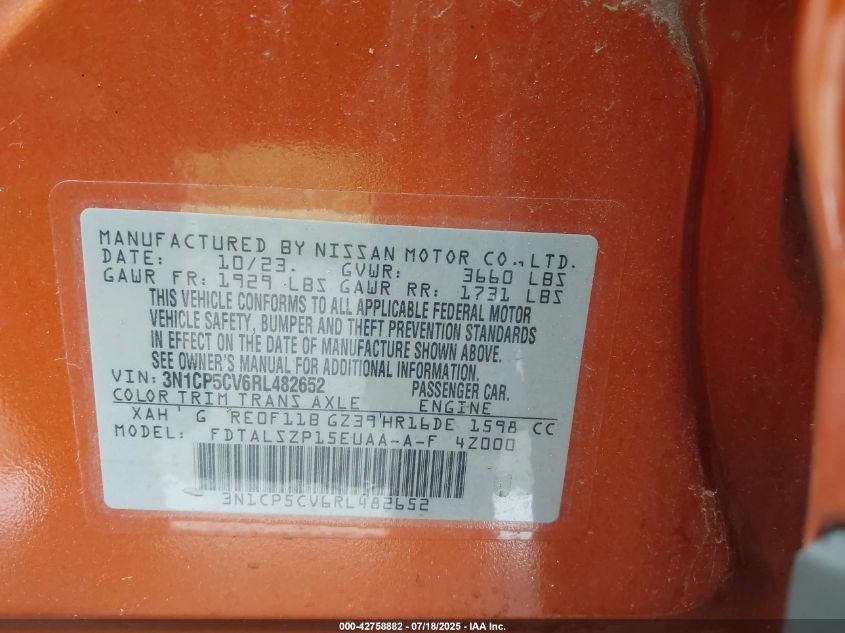 MANUFACTURED BY NISSAN MOTOR CO.,LTD.
DATE: 10/23. GVWR: 3660 LBS
GAWR FR: 1929 LBS GAWR RR: 1731 LBS
THIS VEHICLE CONFORMS TO ALL APPLICABLE FEDERAL MOTOR
VEHICLE SAFETY, BUMPER AND THEFT PREVENTION STANDARDS
IN EFFECT ON THE DATE OF MANUFACTURE SHOWN ABOVE.
SEE OWNER'S MANUAL FOR ADDITIONAL INFORMATION.
VIN: 3N1CP5CV6RL482652 PASSENGER CAR.
COLOR TRIM TRANS AXLE ENGINE
XAH ' G RE0F11B GZ39'HR16DE 1598 CC
MODEL: FDTALSZP15EUAA-A-F 4Z000
3N1CP5CV6RL482652
000-42758882 - 07/18/2025 - IAA Inc.